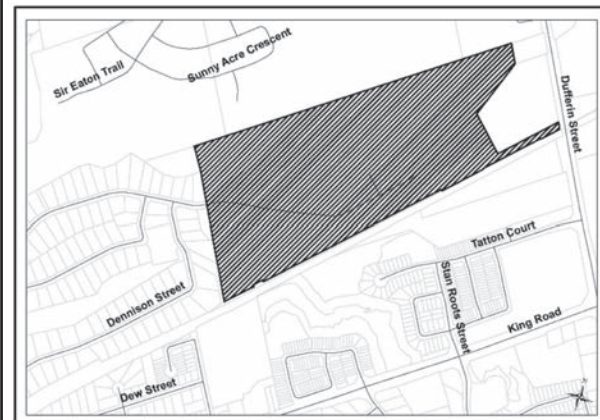 Sir Eaton Trail
Sunny Acre Crescent
Dufferin Street
Tatton Court
Stan Roots Street
King Road
Dennison Street
Dew Street